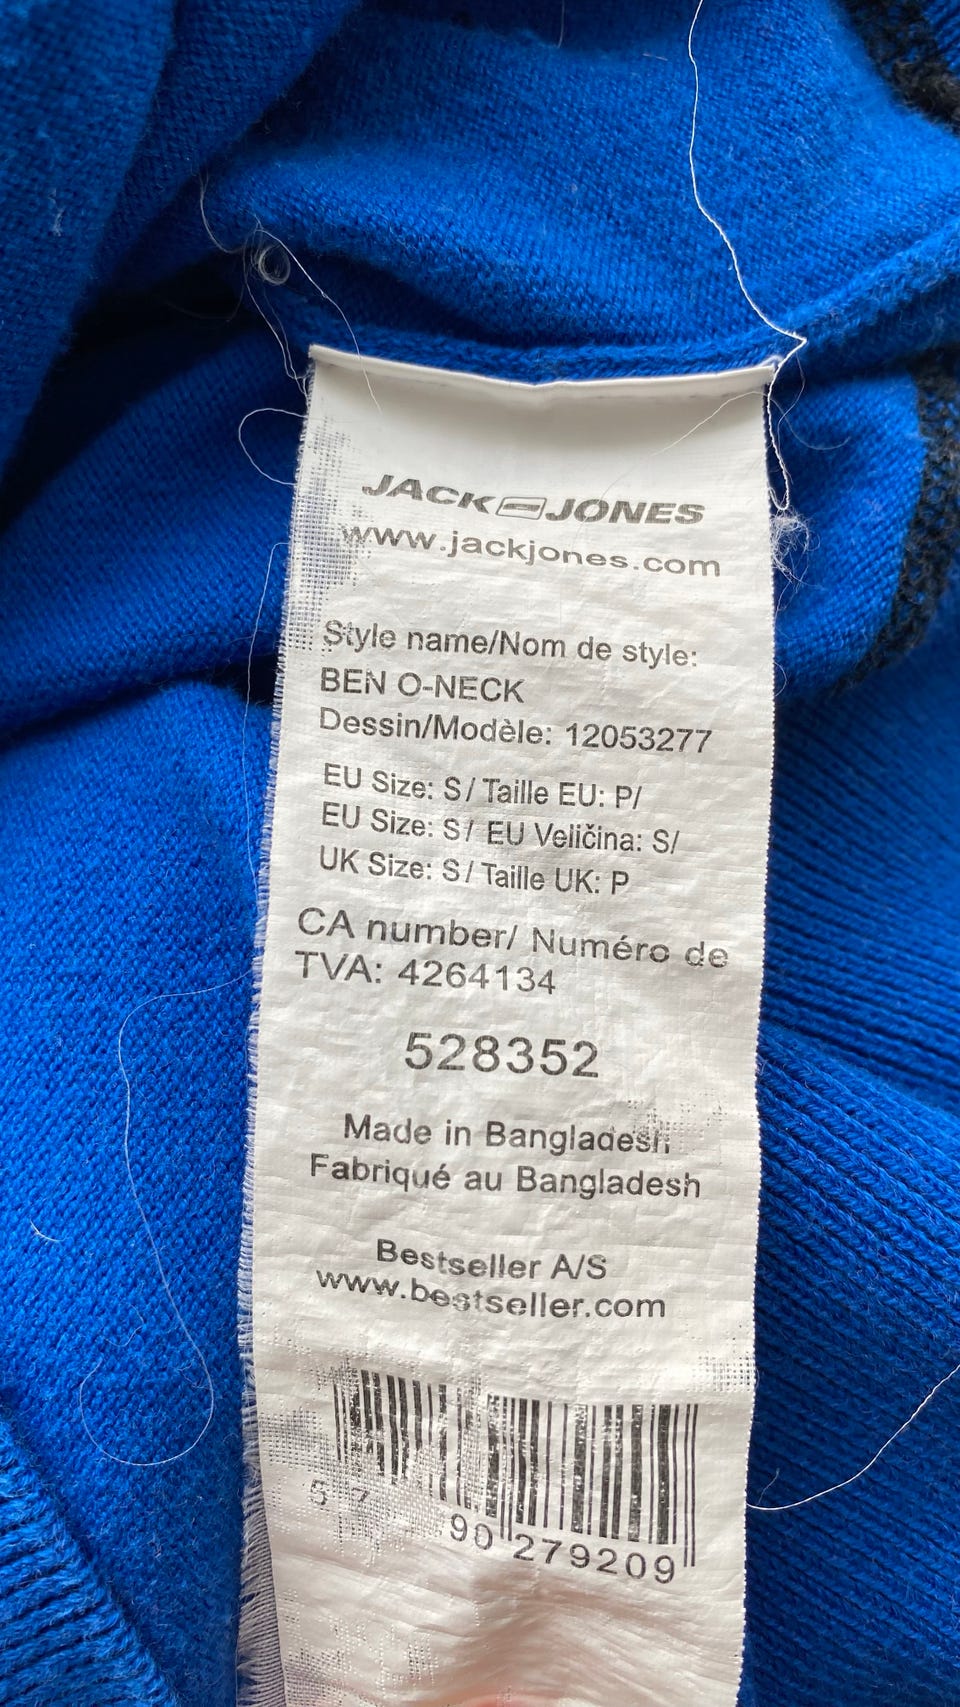 JACK JONES
www.jackjones.com
Style name/Nom de style:
BEN O-NECK
Dessin/Modèle: 12053277
EU Size: S/ Taille EU: P/
EU Size: S/ EU Veličina: S/
UK Size: S/ Taille UK: P
CA number/ Numéro de
TVA: 4264134
528352
Made in Bangladesh
Fabriqué au Bangladesh
Bestseller A/S
www.bestseller.com
5 7 90 279209